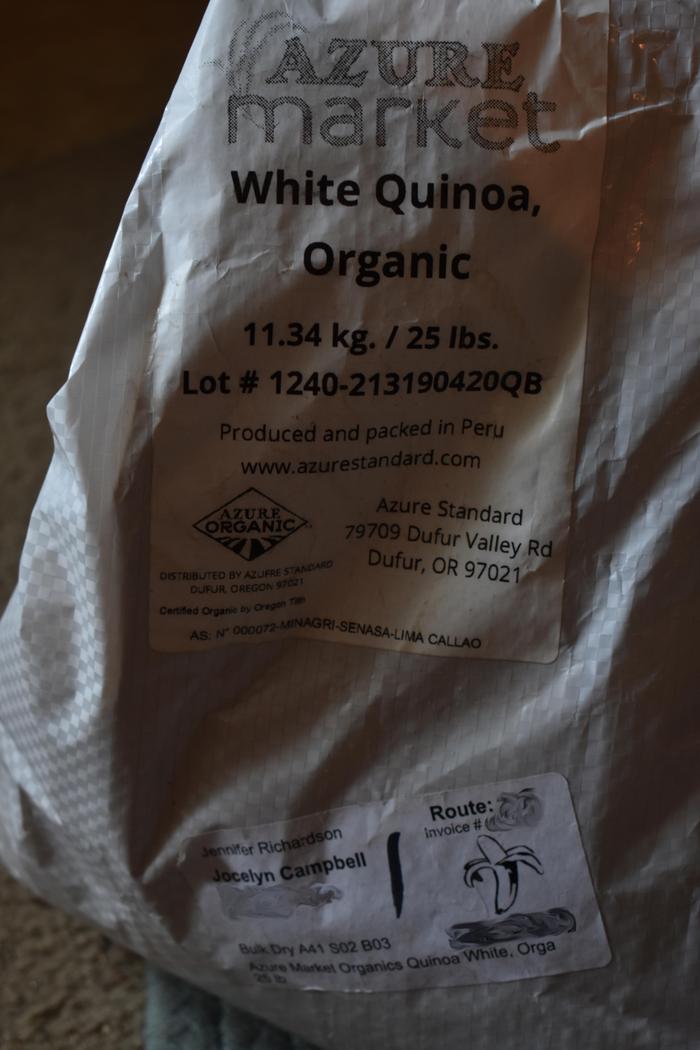 AZURE
market
White Quinoa,
Organic
11.34 kg. / 25 lbs.
Lot # 1240-213190420QB
Produced and packed in Peru
www.azurestandard.com
AZURE
ORGANIC
DISTRIBUTED BY AZUFRE STANDARD
DUFUR, OREGON 97021
Certified Organic by Oregon Tilth
AS: N° 000072-MINAGRI-SENASA-LIMA CALLAO
Azure Standard
79709 Dufur Valley Rd
Dufur, OR 97021
Jennifer Richardson
Jocelyn Campbell
Route:
Invoice #
Bulk Dry A41 S02 B03
Azure Market Organics Quinoa White, Orga
25 lb